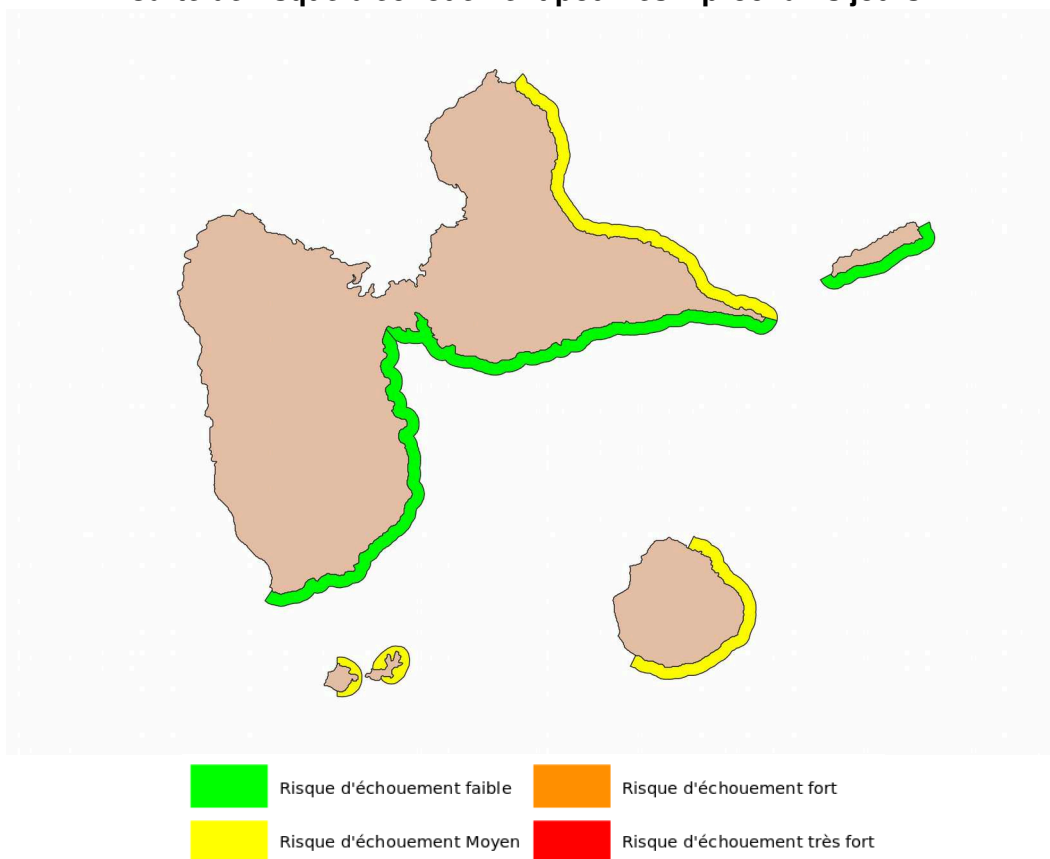 Risque d'échouement faible
Risque d'échouement fort
Risque d'échouement Moyen
Risque d'échouement très fort